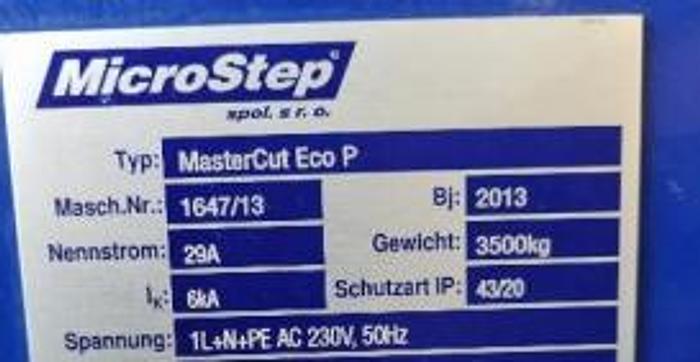 MicroStep®
spol. s r. o.
Typ: MasterCut Eco P
Masch.Nr.: 1647/13 Bj: 2013
Nennstrom: 29A Gewicht: 3500kg
IK: 6kA Schutzart IP: 43/20
Spannung: 1L+N+PE AC 230V, 50Hz